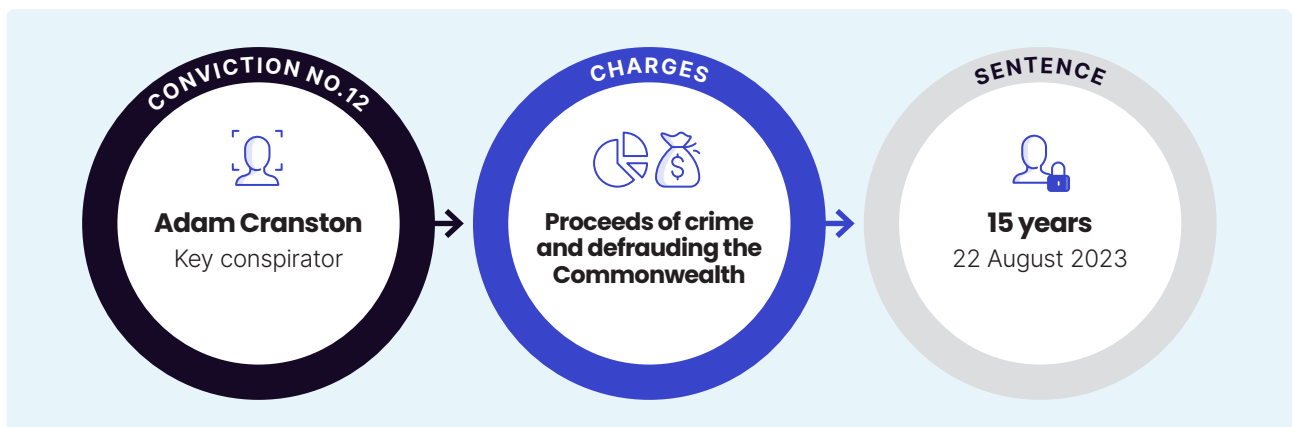 CONVICTION NO.12
Adam Cranston
Key conspirator
CHARGES
$
Proceeds of crime
and defrauding the
Commonwealth
SENTENCE
15 years
22 August 2023